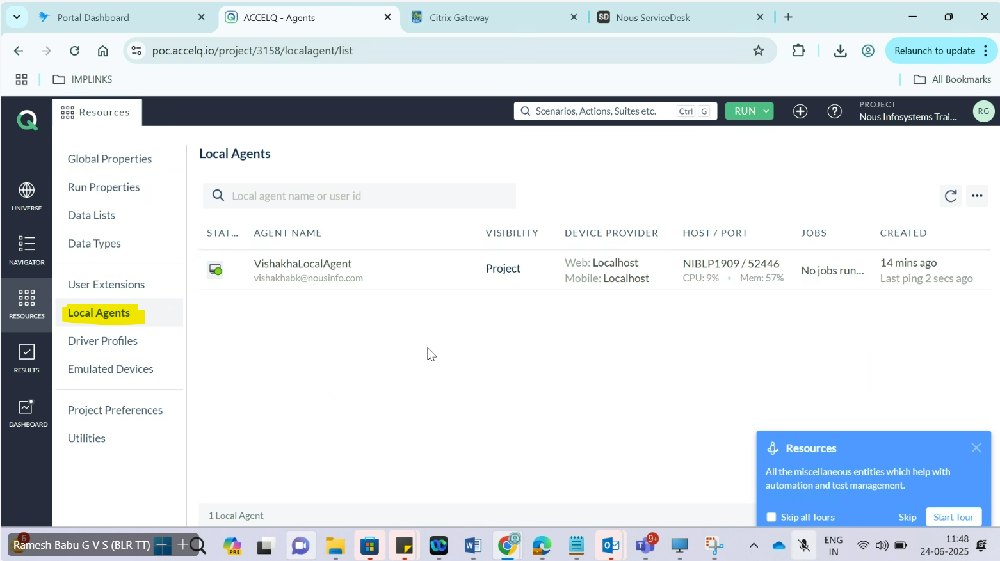 Portal Dashboard
ACCELQ - Agents
Citrix Gateway
SD Nous ServiceDesk
poc.accelq.io/project/3158/localagent/list
Relaunch to update
IMPLINKS
All Bookmarks
Resources
Scenarios, Actions, Suites etc. Ctrl G
RUN
PROJECT
Nous Infosystems Trai...
RG
UNIVERSE
NAVIGATOR
RESOURCES
RESULTS
DASHBOARD
Global Properties
Run Properties
Data Lists
Data Types
User Extensions
Local Agents
Driver Profiles
Emulated Devices
Project Preferences
Utilities
Local Agents
Local agent name or user id
STAT... AGENT NAME VISIBILITY DEVICE PROVIDER HOST / PORT JOBS CREATED
VishakhaLocalAgent
vishakhabk@nousinfo.com
Project
Web: Localhost
Mobile: Localhost
NIBLP1909 / 52446
CPU: 9% • Mem: 57%
No jobs run...
14 mins ago
Last ping 2 secs ago
1 Local Agent
Resources
All the miscellaneous entities which help with
automation and test management.
Skip all Tours
Skip
Start Tour
6
Ramesh Babu G V S (BLR TT)
PRE
9+
ENG
IN
11:48
24-06-2025